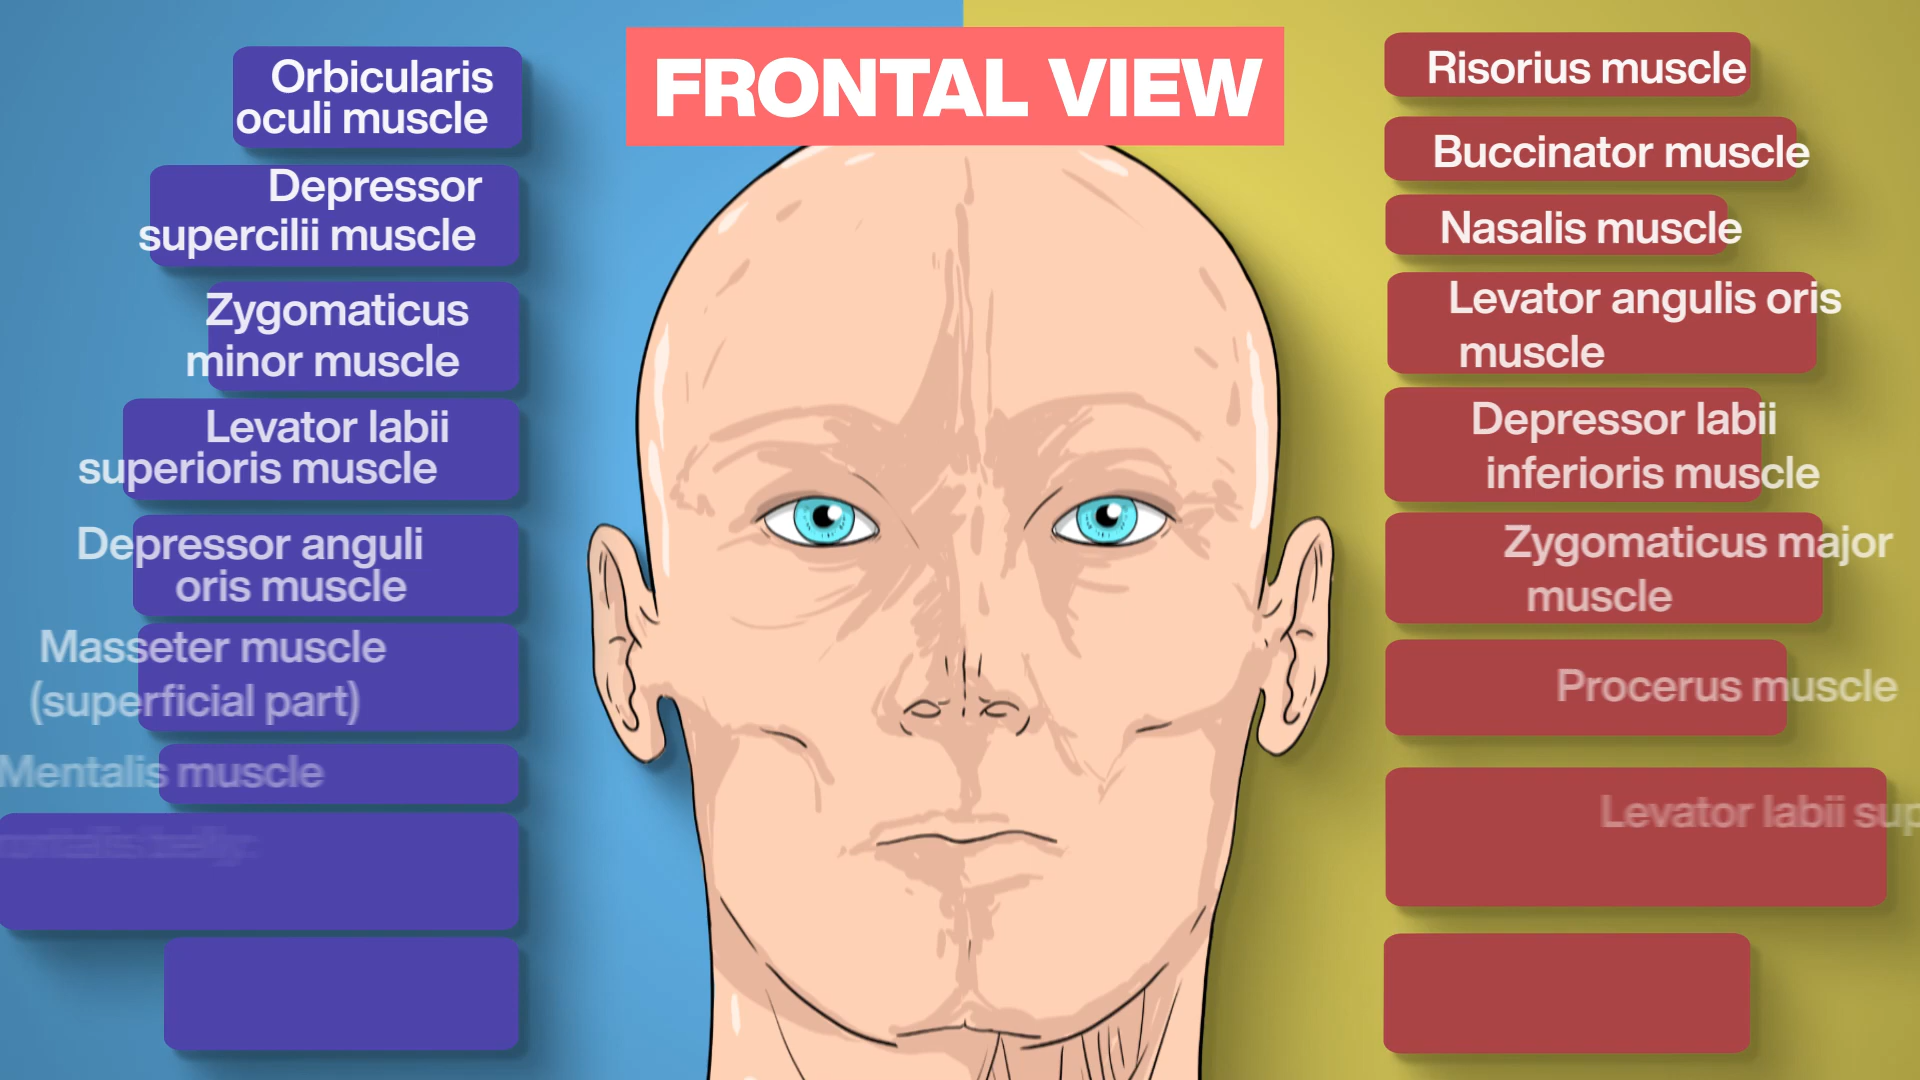 FRONTAL VIEW
Orbicularis
oculi muscle
Depressor
supercilii muscle
Zygomaticus
minor muscle
Levator labii
superioris muscle
Depressor anguli
oris muscle
Masseter muscle
(superficial part)
Mentalis muscle
Risorius muscle
Buccinator muscle
Nasalis muscle
Levator angulis oris
muscle
Depressor labii
inferioris muscle
Zygomaticus major
muscle
Procerus muscle
Levator labii sup